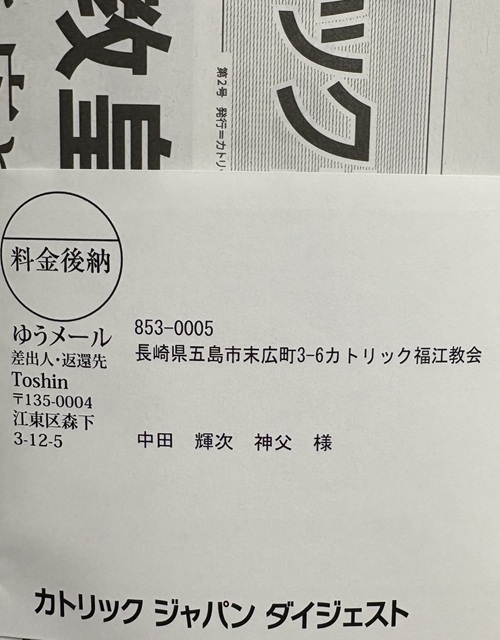 教皇
ック
第2号 発行=カトリ
料金後納
ゆうメール
差出人・返還先
Toshin
〒135-0004
江東区森下
3-12-5
853-0005
長崎県五島市末広町3-6カトリック福江教会
中田 輝次 神父 様
カトリック ジャパン ダイジェスト